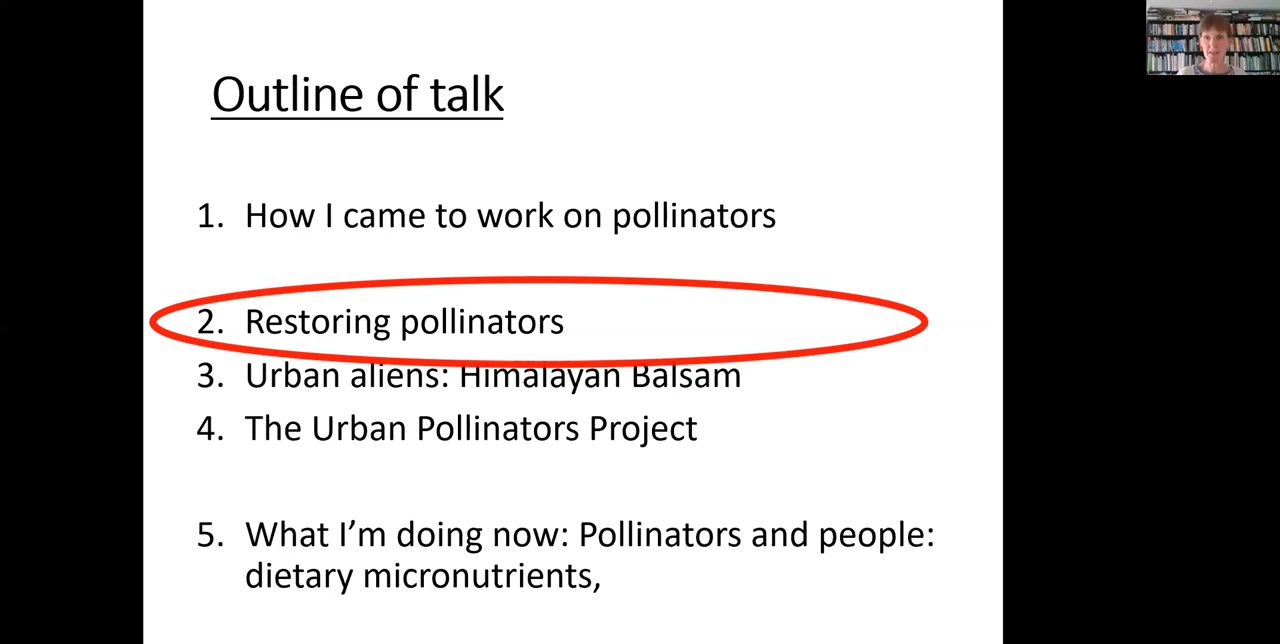 Outline of talk
1. How I came to work on pollinators
2. Restoring pollinators
3. Urban aliens: Himalayan Balsam
4. The Urban Pollinators Project
5. What I’m doing now: Pollinators and people:
dietary micronutrients,